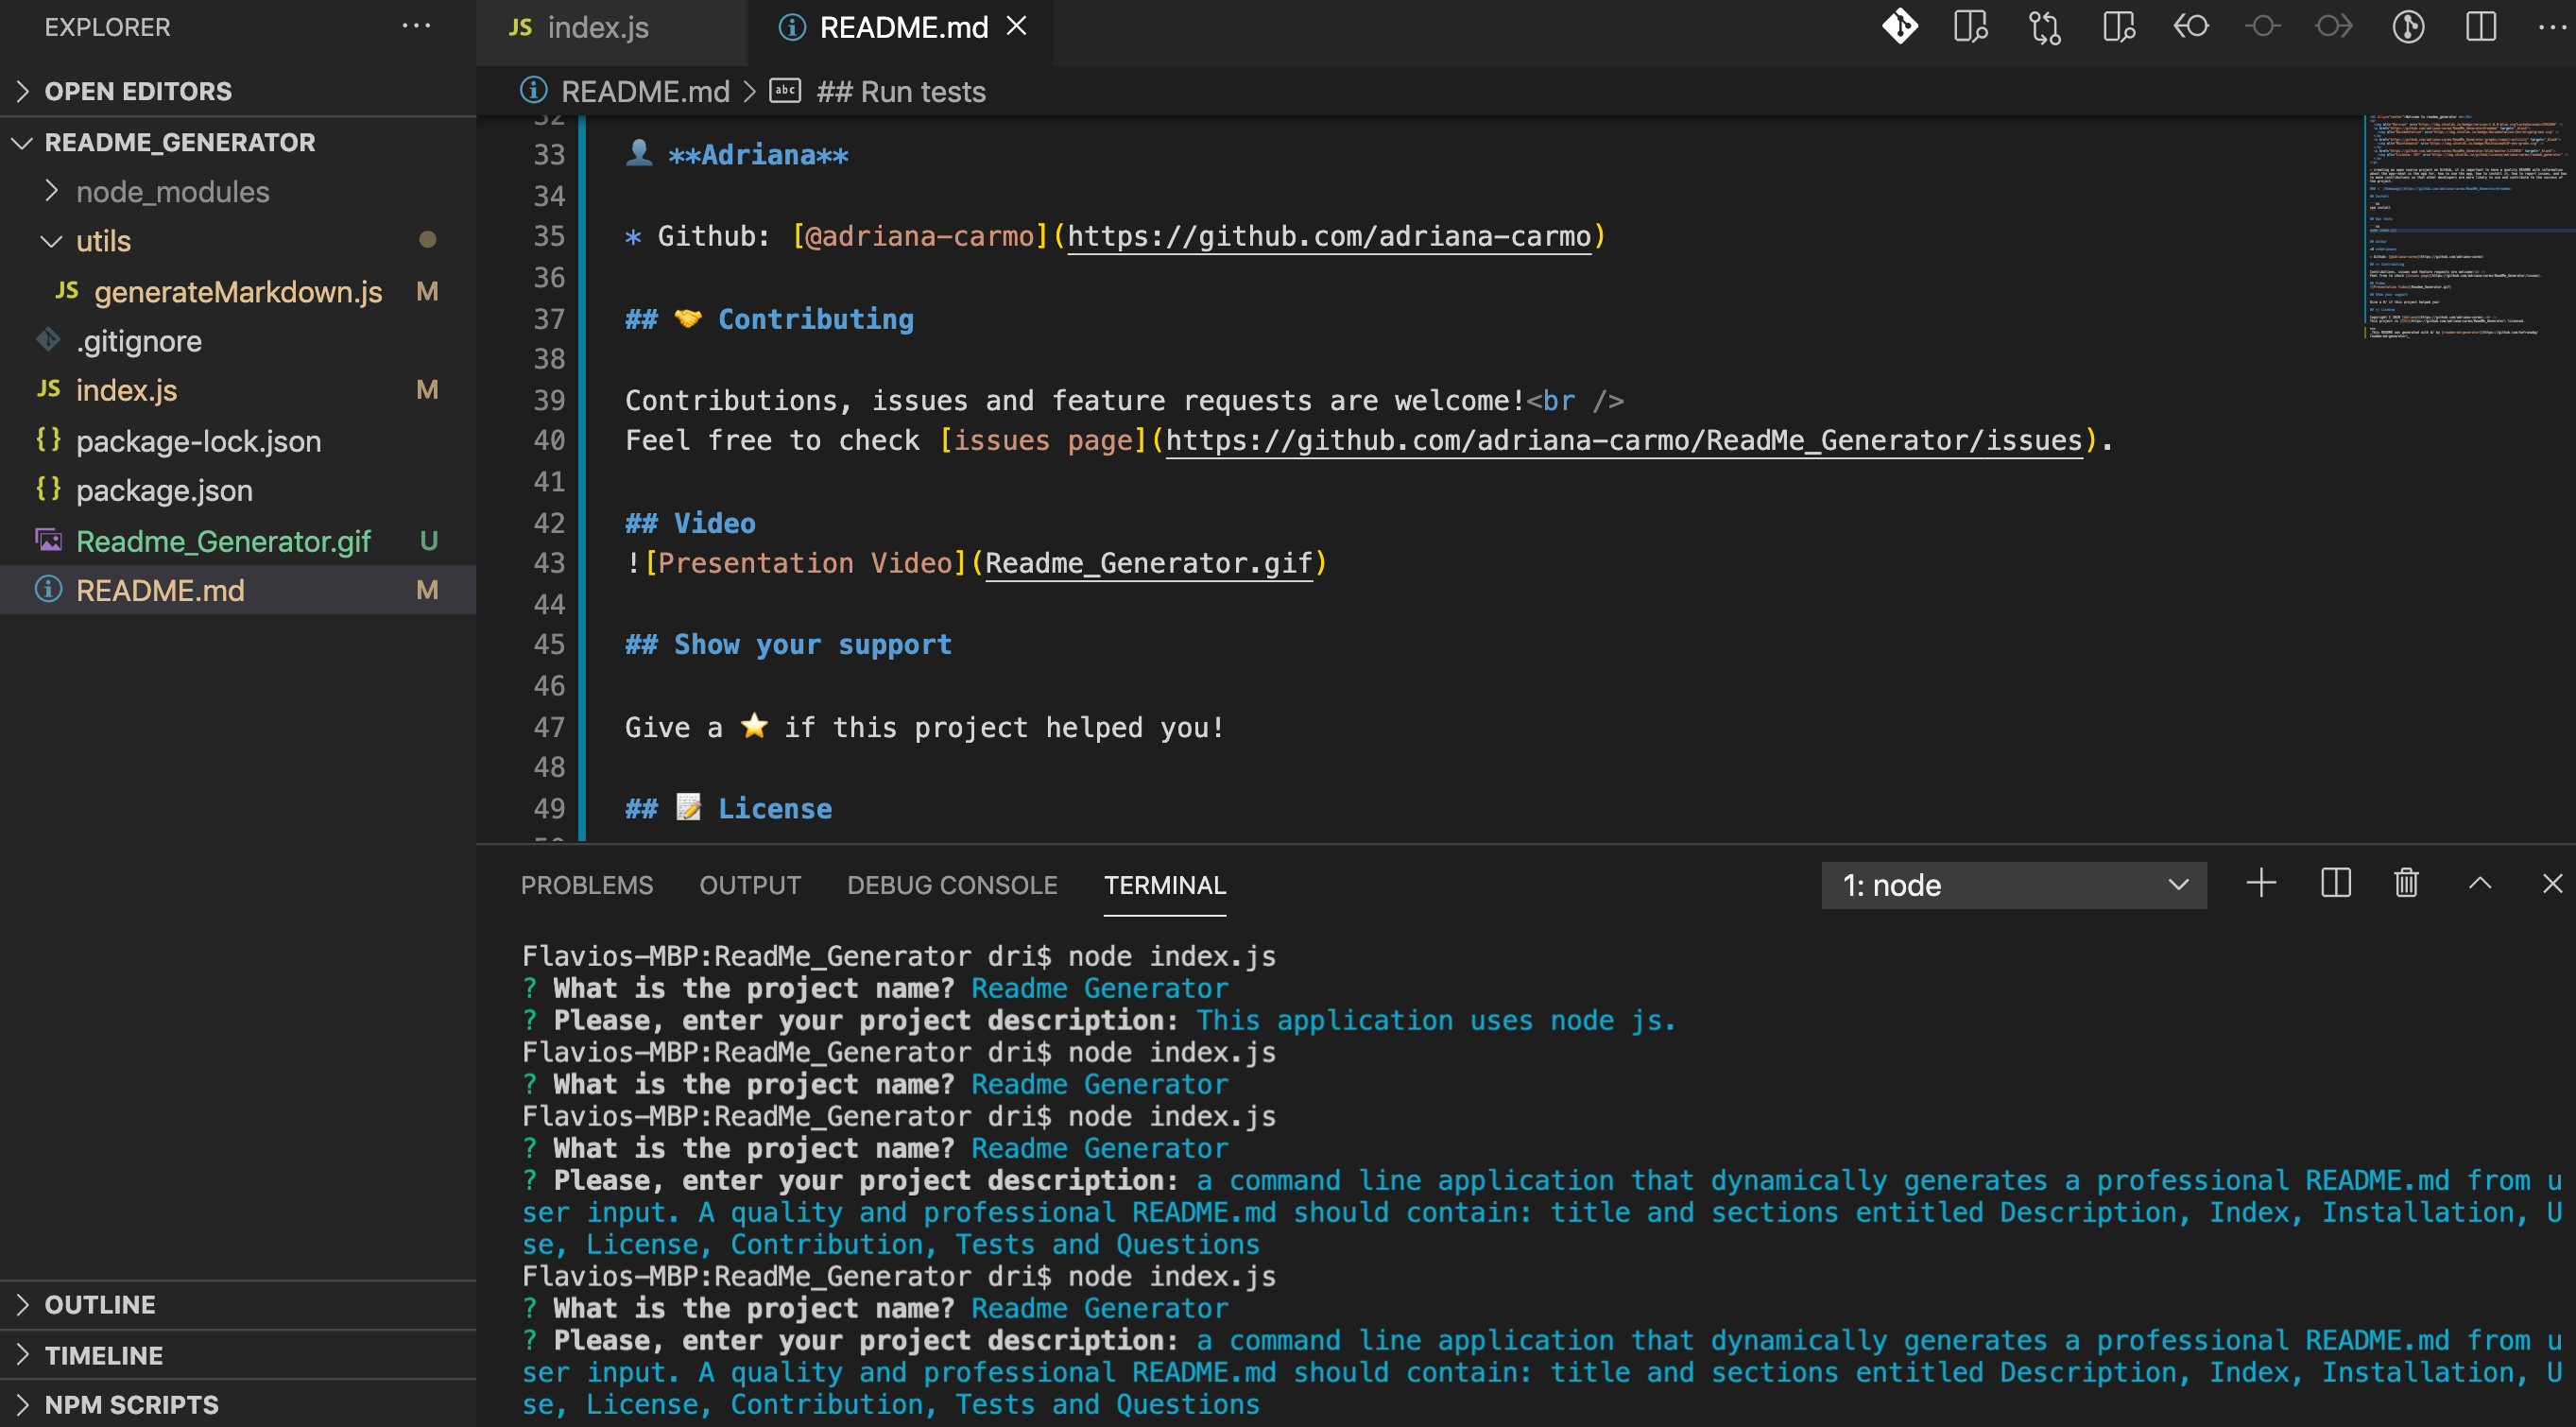 EXPLORER
OPEN EDITORS
README_GENERATOR
node_modules
utils
JS generateMarkdown.js M
.gitignore
JS index.js M
{} package-lock.json
{} package.json
Readme_Generator.gif U
README.md M
OUTLINE
TIMELINE
NPM SCRIPTS
JS index.js
README.md
README.md > abc ## Run tests
32
33 👤 **Adriana**
34
35 * Github: [@adriana-carmo](https://github.com/adriana-carmo)
36
37 ## 🤝 Contributing
38
39 Contributions, issues and feature requests are welcome!<br />
40 Feel free to check [issues page](https://github.com/adriana-carmo/ReadMe_Generator/issues).
41
42 ## Video
43 ![Presentation Video](Readme_Generator.gif)
44
45 ## Show your support
46
47 Give a ⭐ if this project helped you!
48
49 ## 📝 License
PROBLEMS OUTPUT DEBUG CONSOLE TERMINAL 1: node
Flavios-MBP:ReadMe_Generator dri$ node index.js
? What is the project name? Readme Generator
? Please, enter your project description: This application uses node js.
Flavios-MBP:ReadMe_Generator dri$ node index.js
? What is the project name? Readme Generator
Flavios-MBP:ReadMe_Generator dri$ node index.js
? What is the project name? Readme Generator
? Please, enter your project description: a command line application that dynamically generates a professional README.md from u
ser input. A quality and professional README.md should contain: title and sections entitled Description, Index, Installation, U
se, License, Contribution, Tests and Questions
Flavios-MBP:ReadMe_Generator dri$ node index.js
? What is the project name? Readme Generator
? Please, enter your project description: a command line application that dynamically generates a professional README.md from u
ser input. A quality and professional README.md should contain: title and sections entitled Description, Index, Installation, U
se, License, Contribution, Tests and Questions